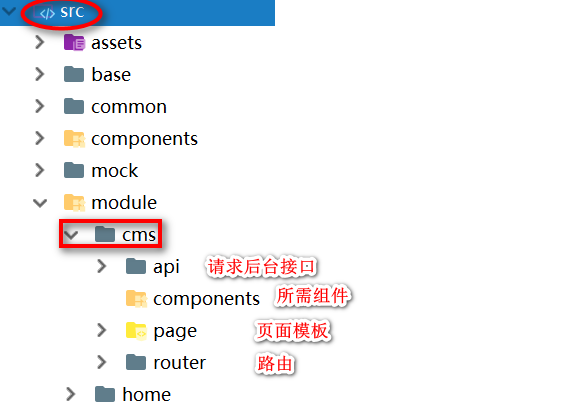 src
assets
base
common
components
mock
module
cms
api 请求后台接口
components 所需组件
page 页面模板
router 路由
home